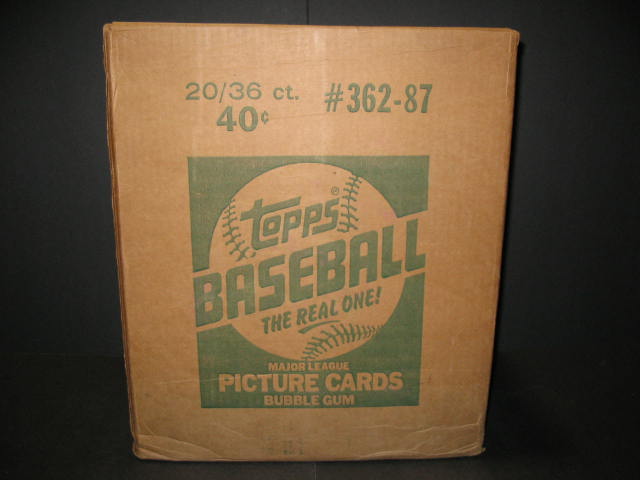 20/36 ct. #362-87
40¢
topps®
BASEBALL
THE REAL ONE!
MAJOR LEAGUE
PICTURE CARDS
BUBBLE GUM